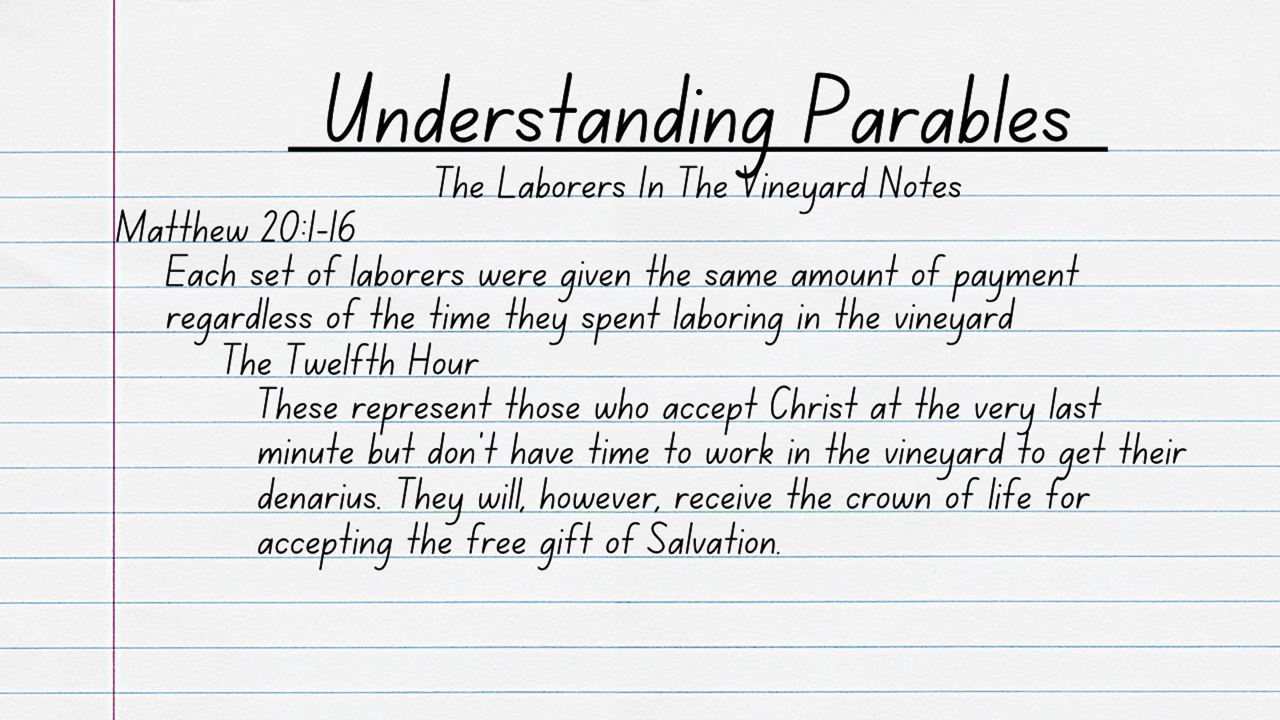 Understanding Parables
The Laborers In The Vineyard Notes
Matthew 20:1-16
Each set of laborers were given the same amount of payment
regardless of the time they spent laboring in the vineyard
The Twelfth Hour
These represent those who accept Christ at the very last
minute but don't have time to work in the vineyard to get their
denarius. They will, however, receive the crown of life for
accepting the free gift of Salvation.